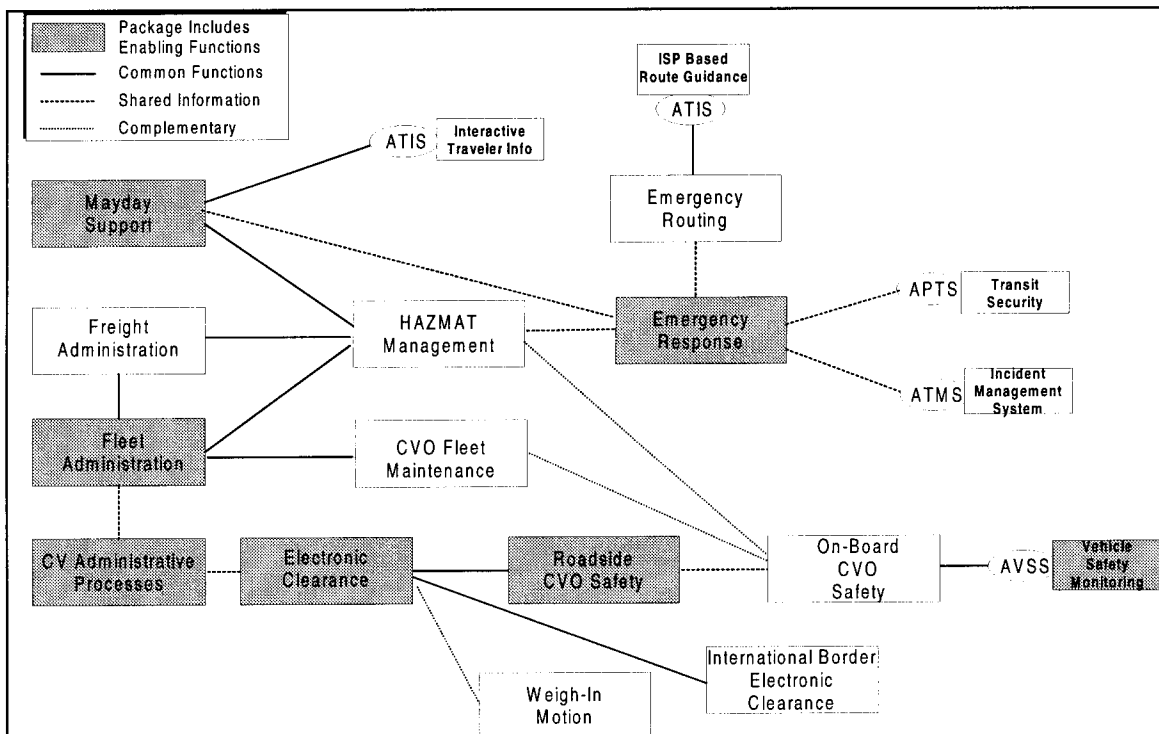 Package Includes
Enabling Functions
Common Functions
Shared Information
Complementary
ISP Based
Route Guidance
ATIS
ATIS
Interactive
Traveler Info
Mayday
Support
Emergency
Routing
APTS
Transit
Security
Freight
Administration
HAZMAT
Management
Emergency
Response
ATMS
Incident
Management
System
Fleet
Administration
CVO Fleet
Maintenance
CV Administrative
Processes
Electronic
Clearance
Roadside
CVO Safety
On-Board
CVO
Safety
AVSS
Vehicle
Safety
Monitoring
International Border
Electronic
Clearance
Weigh-In
Motion